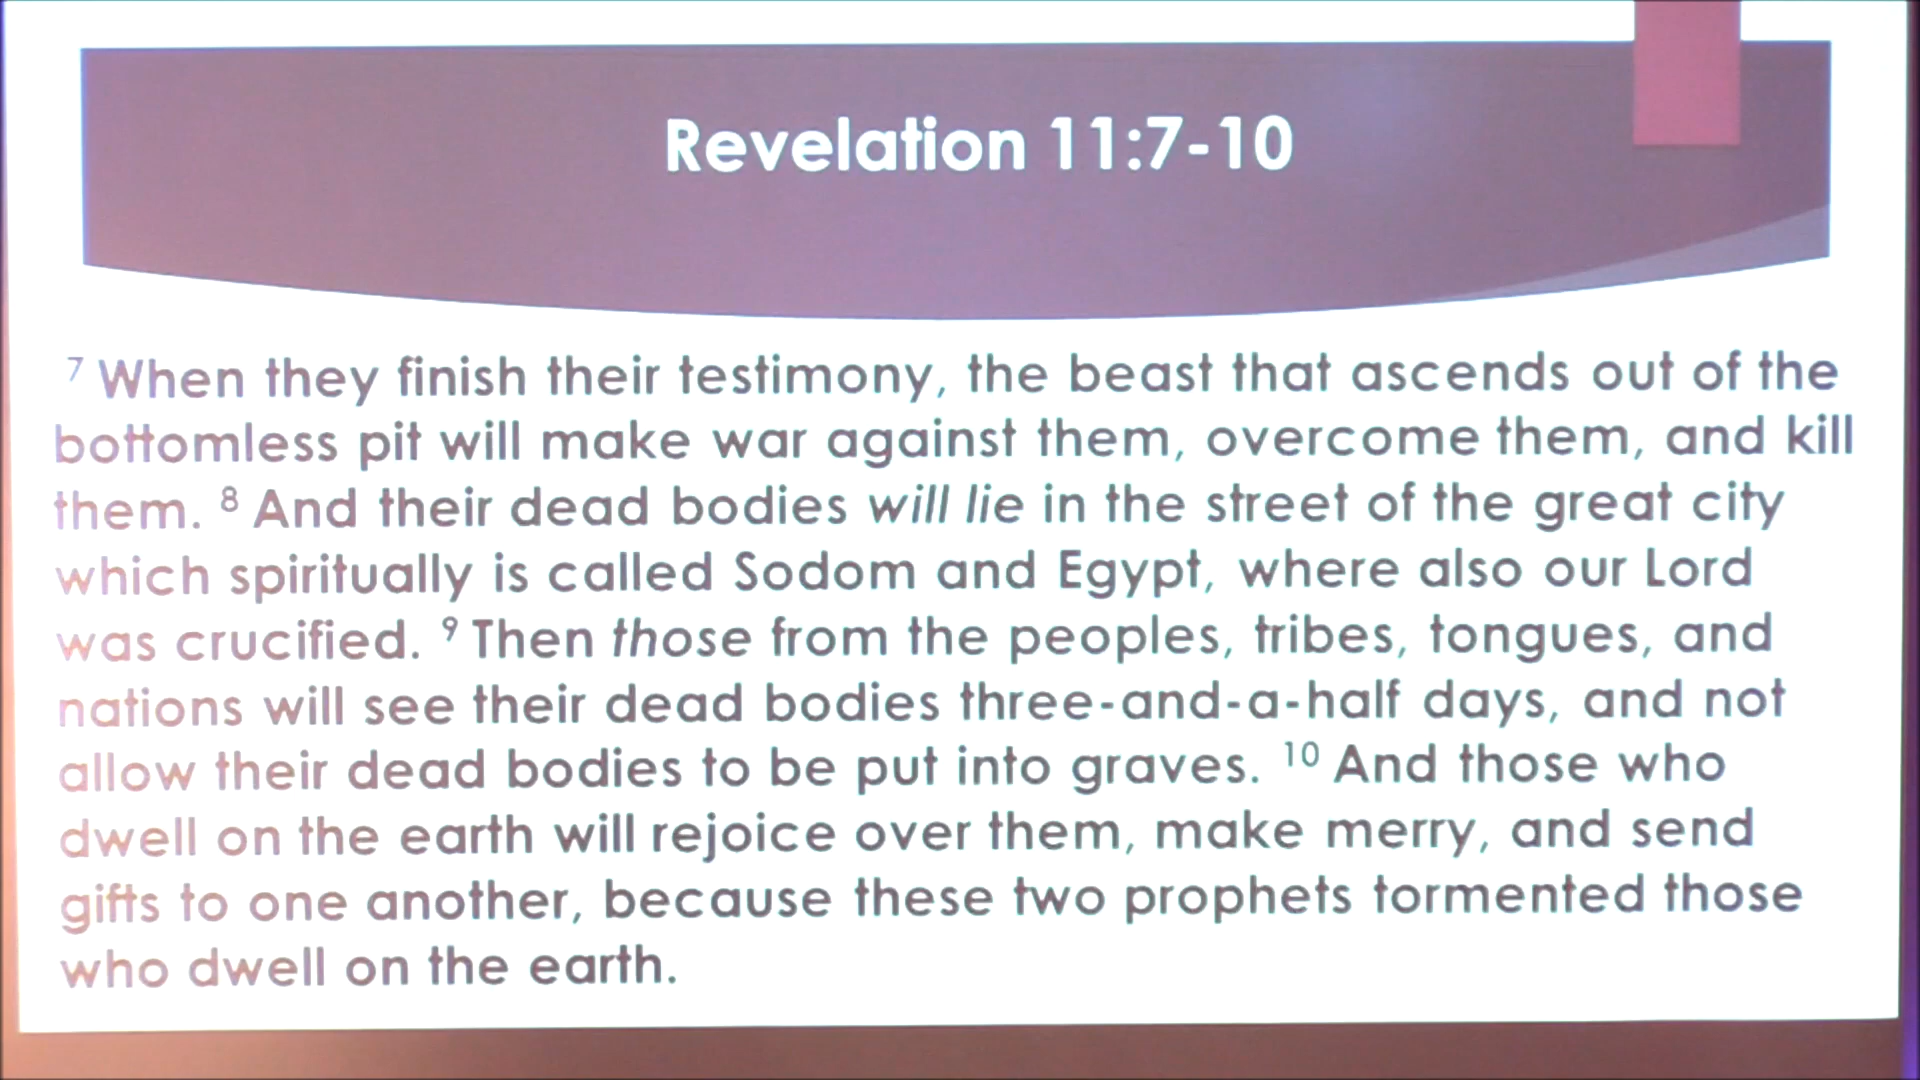 Revelation 11:7-10
7 When they finish their testimony, the beast that ascends out of the
bottomless pit will make war against them, overcome them, and kill
them. 8 And their dead bodies will lie in the street of the great city
which spiritually is called Sodom and Egypt, where also our Lord
was crucified. 9 Then those from the peoples, tribes, tongues, and
nations will see their dead bodies three-and-a-half days, and not
allow their dead bodies to be put into graves. 10 And those who
dwell on the earth will rejoice over them, make merry, and send
gifts to one another, because these two prophets tormented those
who dwell on the earth.